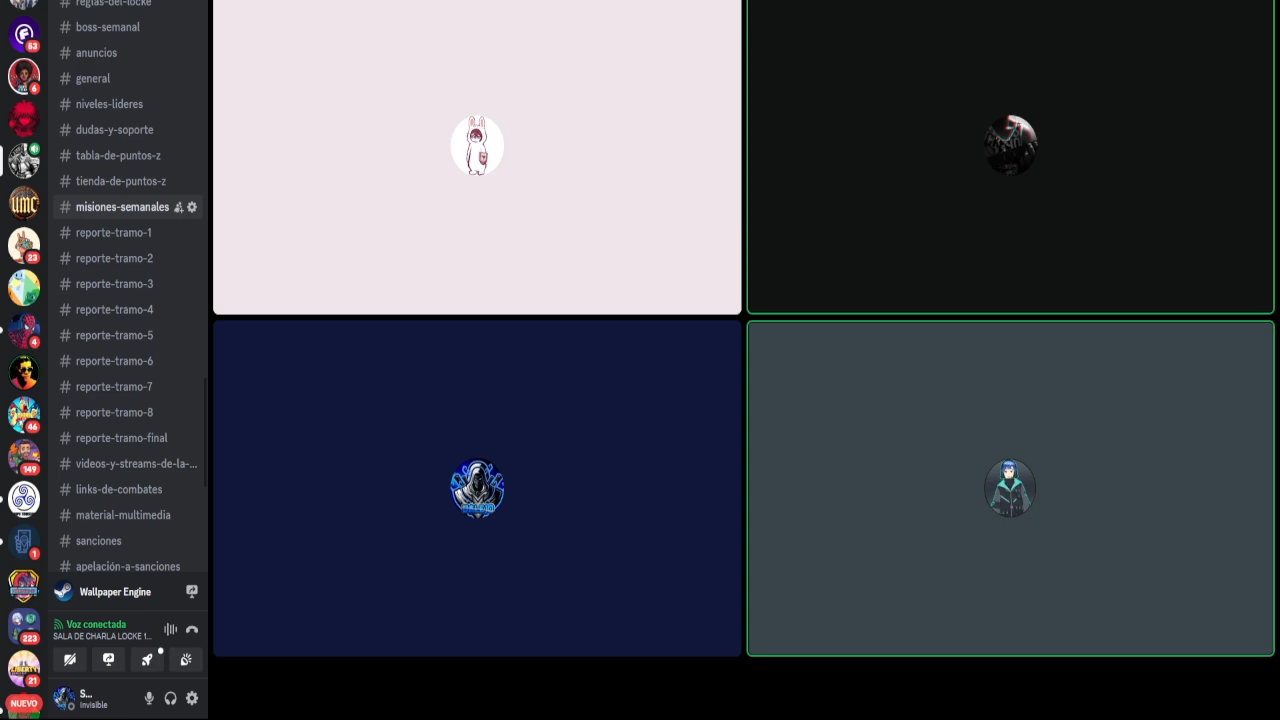 reglas-del-locke
boss-semanal
53
anuncios
6
general
niveles-lideres
dudas-y-soporte
tabla-de-puntos-z
tienda-de-puntos-z
umc
misiones-semanales
reporte-tramo-1
23
reporte-tramo-2
reporte-tramo-3
reporte-tramo-4
4
reporte-tramo-5
reporte-tramo-6
reporte-tramo-7
46
reporte-tramo-8
reporte-tramo-final
149
videos-y-streams-de-la-...
links-de-combates
material-multimedia
1
sanciones
apelación-a-sanciones
Wallpaper Engine
223
Voz conectada
SALA DE CHARLA LOCKE 1...
21
S...
Invisible
NUEVO